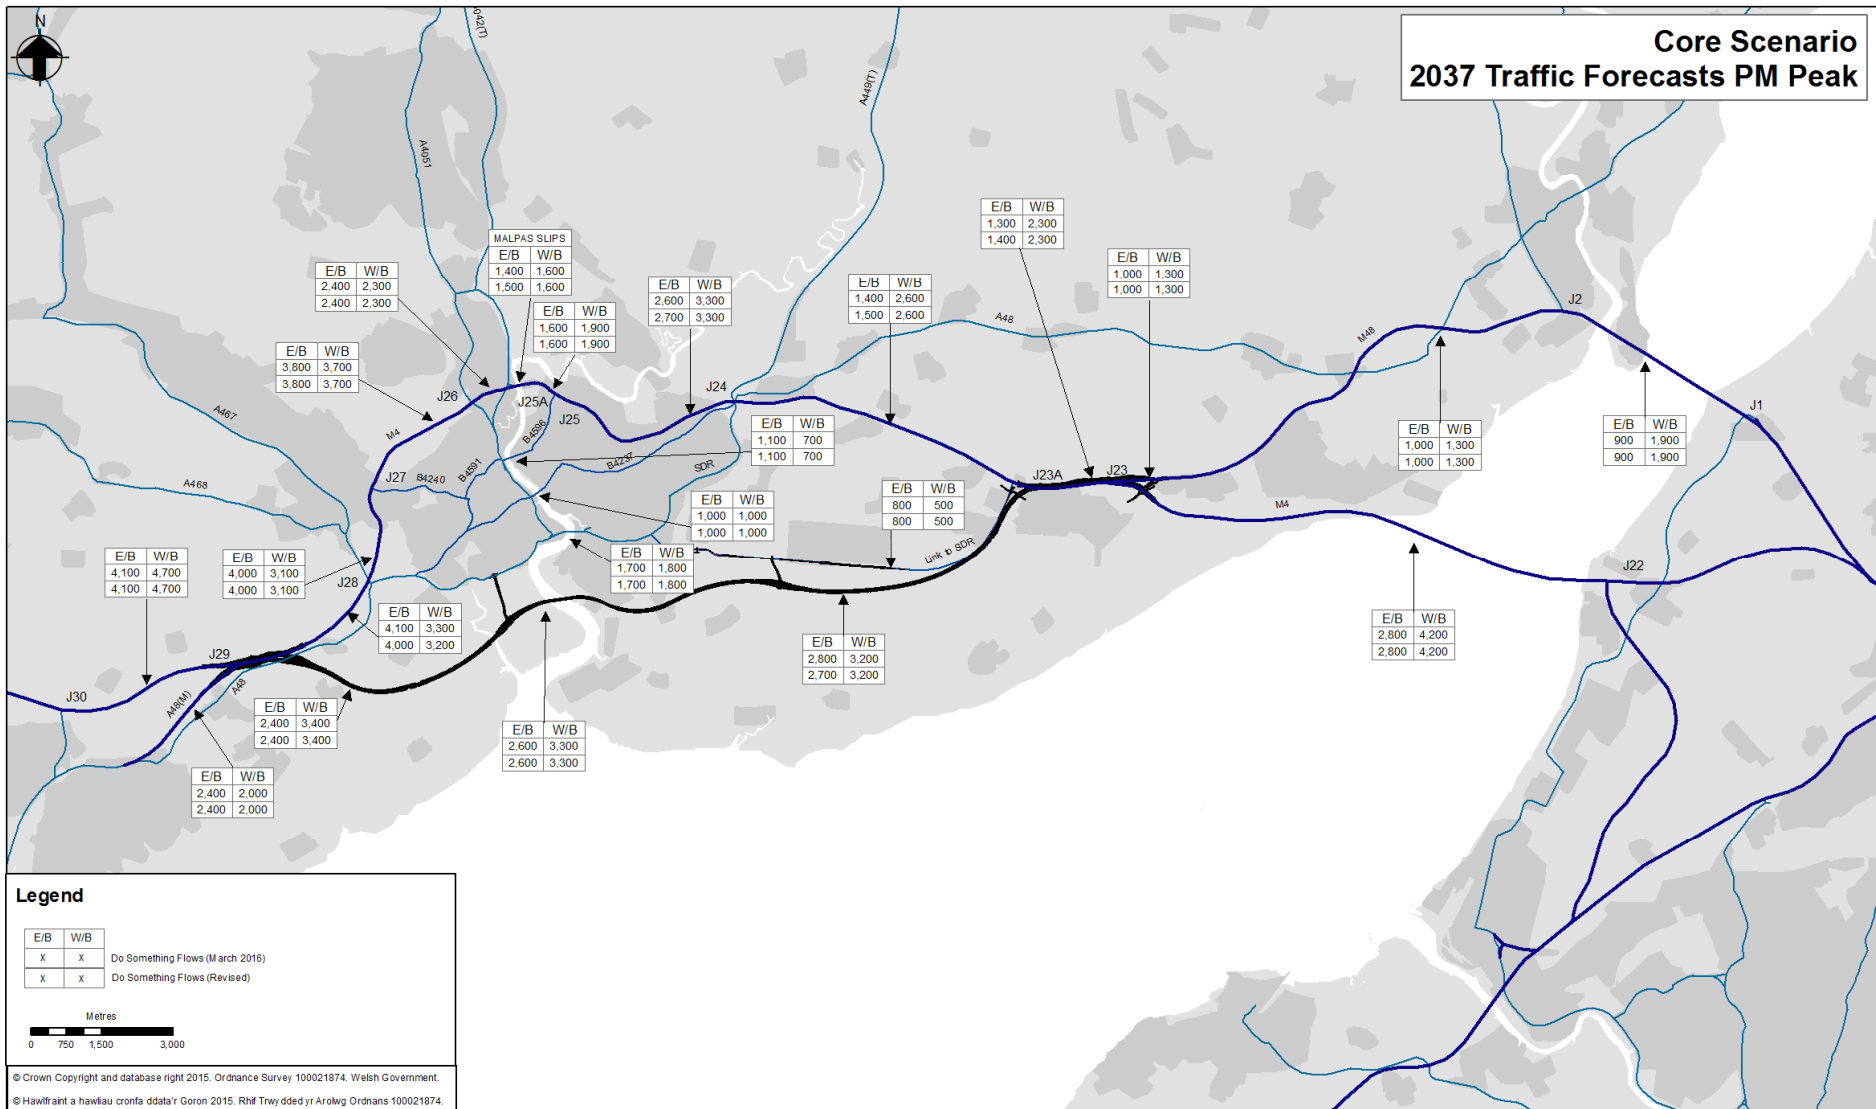 N
Core Scenario
2037 Traffic Forecasts PM Peak
A4051
A449(T)
E/B W/B
1,300 2,300
1,400 2,300
MALPAS SLIPS
E/B W/B
1,400 1,600
1,500 1,600
E/B W/B
1,000 1,300
1,000 1,300
E/B W/B
2,400 2,300
2,400 2,300
E/B W/B
2,600 3,300
2,700 3,300
E/B W/B
1,400 2,600
1,500 2,600
E/B W/B
1,600 1,900
1,600 1,900
J2
A48
M48
E/B W/B
3,800 3,700
3,800 3,700
J24
J26
J25A
J25
J1
A467
M4
B4596
E/B W/B
1,100 700
1,100 700
E/B W/B
1,000 1,300
1,000 1,300
E/B W/B
900 1,900
900 1,900
B4591
B4237
SDR
J27
B4240
J23A
J23
A468
E/B W/B
1,000 1,000
1,000 1,000
E/B W/B
800 500
800 500
M4
Link to SDR
E/B W/B
4,100 4,700
4,100 4,700
E/B W/B
4,000 3,100
4,000 3,100
E/B W/B
1,700 1,800
1,700 1,800
J28
J22
E/B W/B
4,100 3,300
4,000 3,200
E/B W/B
2,800 4,200
2,800 4,200
J29
E/B W/B
2,800 3,200
2,700 3,200
J30
A48(M)
A48
E/B W/B
2,400 3,400
2,400 3,400
E/B W/B
2,600 3,300
2,600 3,300
E/B W/B
2,400 2,000
2,400 2,000
Legend
E/B W/B
x x Do Something Flows (March 2016)
x x Do Something Flows (Revised)
Metres
0 750 1,500 3,000
© Crown Copyright and database right 2015. Ordnance Survey 100021874. Welsh Government.
© Hawlfraint a hawliau cronfa ddata'r Goron 2015. Rhif Trwydded yr Arolwg Ordnans 100021874.